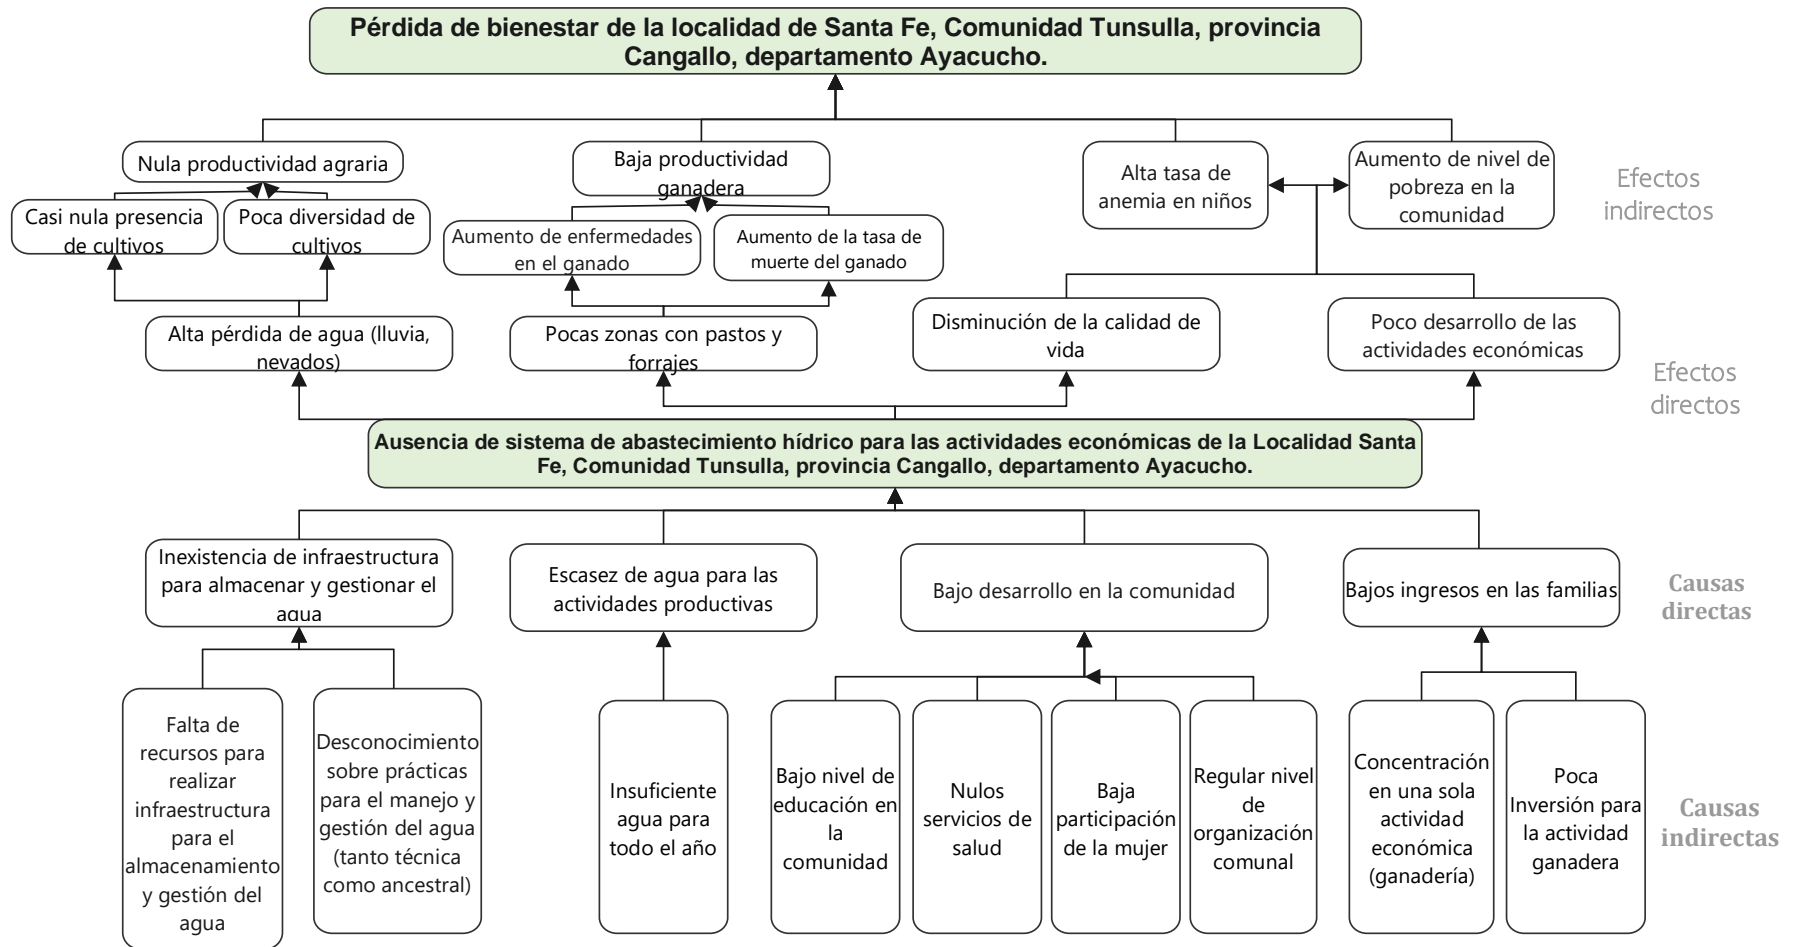 Pérdida de bienestar de la localidad de Santa Fe, Comunidad Tunsulla, provincia
Cangallo, departamento Ayacucho.
Nula productividad agraria
Baja productividad
ganadera
Alta tasa de
anemia en niños
Aumento de nivel de
pobreza en la
comunidad
Efectos
indirectos
Casi nula presencia
de cultivos
Poca diversidad de
cultivos
Aumento de enfermedades
en el ganado
Aumento de la tasa de
muerte del ganado
Alta pérdida de agua (lluvia,
nevados)
Pocas zonas con pastos y
forrajes
Disminución de la calidad de
vida
Poco desarrollo de las
actividades económicas
Efectos
directos
Ausencia de sistema de abastecimiento hídrico para las actividades económicas de la Localidad Santa
Fe, Comunidad Tunsulla, provincia Cangallo, departamento Ayacucho.
Inexistencia de infraestructura
para almacenar y gestionar el
agua
Escasez de agua para las
actividades productivas
Bajo desarrollo en la comunidad
Bajos ingresos en las familias
Causas
directas
Falta de
recursos para
realizar
infraestructura
para el
almacenamiento
y gestión del
agua
Desconocimiento
sobre prácticas
para el manejo y
gestión del agua
(tanto técnica
como ancestral)
Insuficiente
agua para
todo el año
Bajo nivel de
educación en
la
comunidad
Nulos
servicios de
salud
Baja
participación
de la mujer
Regular nivel
de
organización
comunal
Concentración
en una sola
actividad
económica
(ganadería)
Poca
Inversión para
la actividad
ganadera
Causas
indirectas